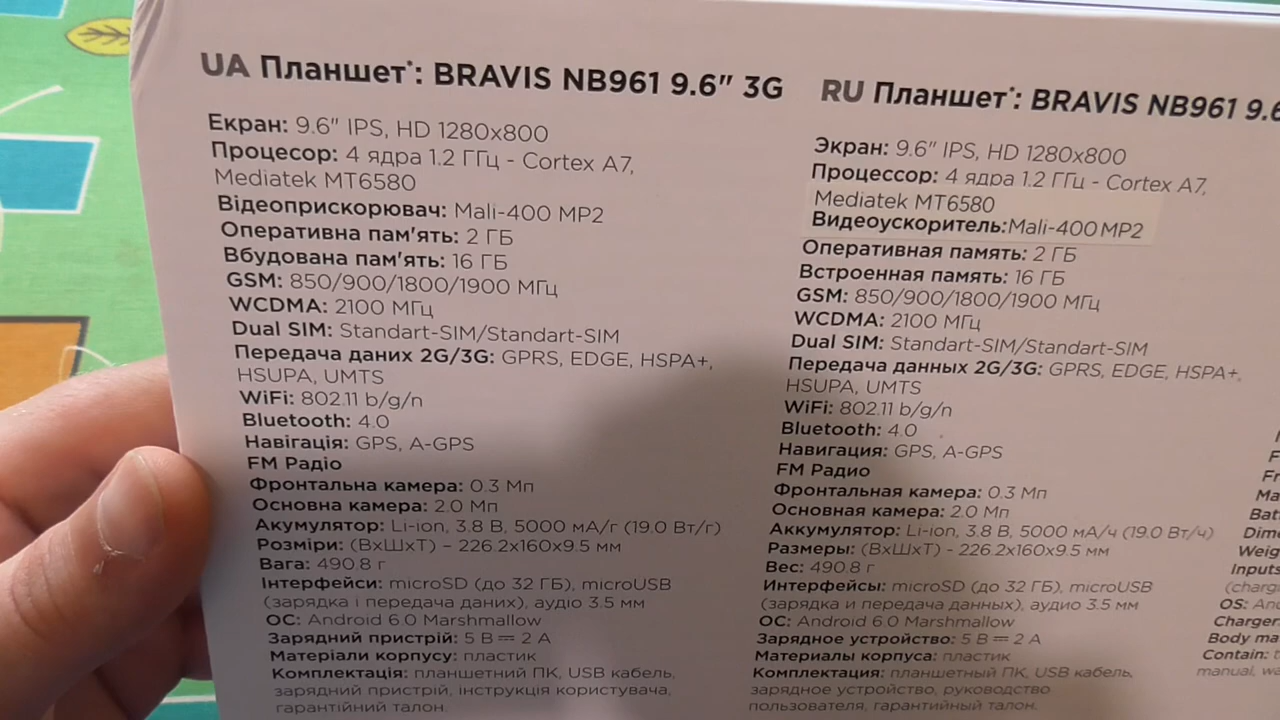 UA Планшет*: BRAVIS NB961 9.6" 3G
Екран: 9.6" IPS, HD 1280x800
Процесор: 4 ядра 1.2 ГГц - Cortex A7,
Mediatek MT6580
Відеоприскорювач: Mali-400 MP2
Оперативна пам'ять: 2 ГБ
Вбудована пам'ять: 16 ГБ
GSM: 850/900/1800/1900 МГц
WCDMA: 2100 МГц
Dual SIM: Standart-SIM/Standart-SIM
Передача даних 2G/3G: GPRS, EDGE, HSPA+,
HSUPA, UMTS
WiFi: 802.11 b/g/n
Bluetooth: 4.0
Навігація: GPS, A-GPS
FM Радіо
Фронтальна камера: 0.3 Мп
Основна камера: 2.0 Мп
Акумулятор: Li-ion, 3.8 В, 5000 мА/г (19.0 Вт/г)
Розміри: (ВхШхТ) – 226.2x160x9.5 мм
Вага: 490.8 г
Інтерфейси: microSD (до 32 ГБ), microUSB
(зарядка і передача даних), аудіо 3.5 мм
ОС: Android 6.0 Marshmallow
Зарядний пристрій: 5 В ⎓ 2 А
Матеріали корпусу: пластик
Комплектація: планшетний ПК, USB кабель,
зарядний пристрій, інструкція користувача,
гарантійний талон.
RU Планшет*: BRAVIS NB961 9.6
Экран: 9.6" IPS, HD 1280x800
Процессор: 4 ядра 1.2 ГГц - Cortex A7,
Mediatek MT6580
Видеоускоритель:Mali-400 MP2
Оперативная память: 2 ГБ
Встроенная память: 16 ГБ
GSM: 850/900/1800/1900 МГц
WCDMA: 2100 МГц
Dual SIM: Standart-SIM/Standart-SIM
Передача данных 2G/3G: GPRS, EDGE, HSPA+,
HSUPA, UMTS
WiFi: 802.11 b/g/n
Bluetooth: 4.0
Навигация: GPS, A-GPS
FM Радио
Фронтальная камера: 0.3 Мп
Основная камера: 2.0 Мп
Аккумулятор: Li-ion, 3.8 В, 5000 мА/ч (19.0 Вт/ч)
Размеры: (ВхШхТ) - 226.2x160x9.5 мм
Вес: 490.8 г
Интерфейсы: microSD (до 32 ГБ), microUSB
(зарядка и передача данных), аудио 3.5 мм
ОС: Android 6.0 Marshmallow
Зарядное устройство: 5 В ⎓ 2 А
Материалы корпуса: пластик
Комплектация: планшетный ПК, USB кабель,
зарядное устройство, руководство
пользователя, гарантийный талон.
Inputs
OS:
Charger
Body ma
Contain:
manual, wa